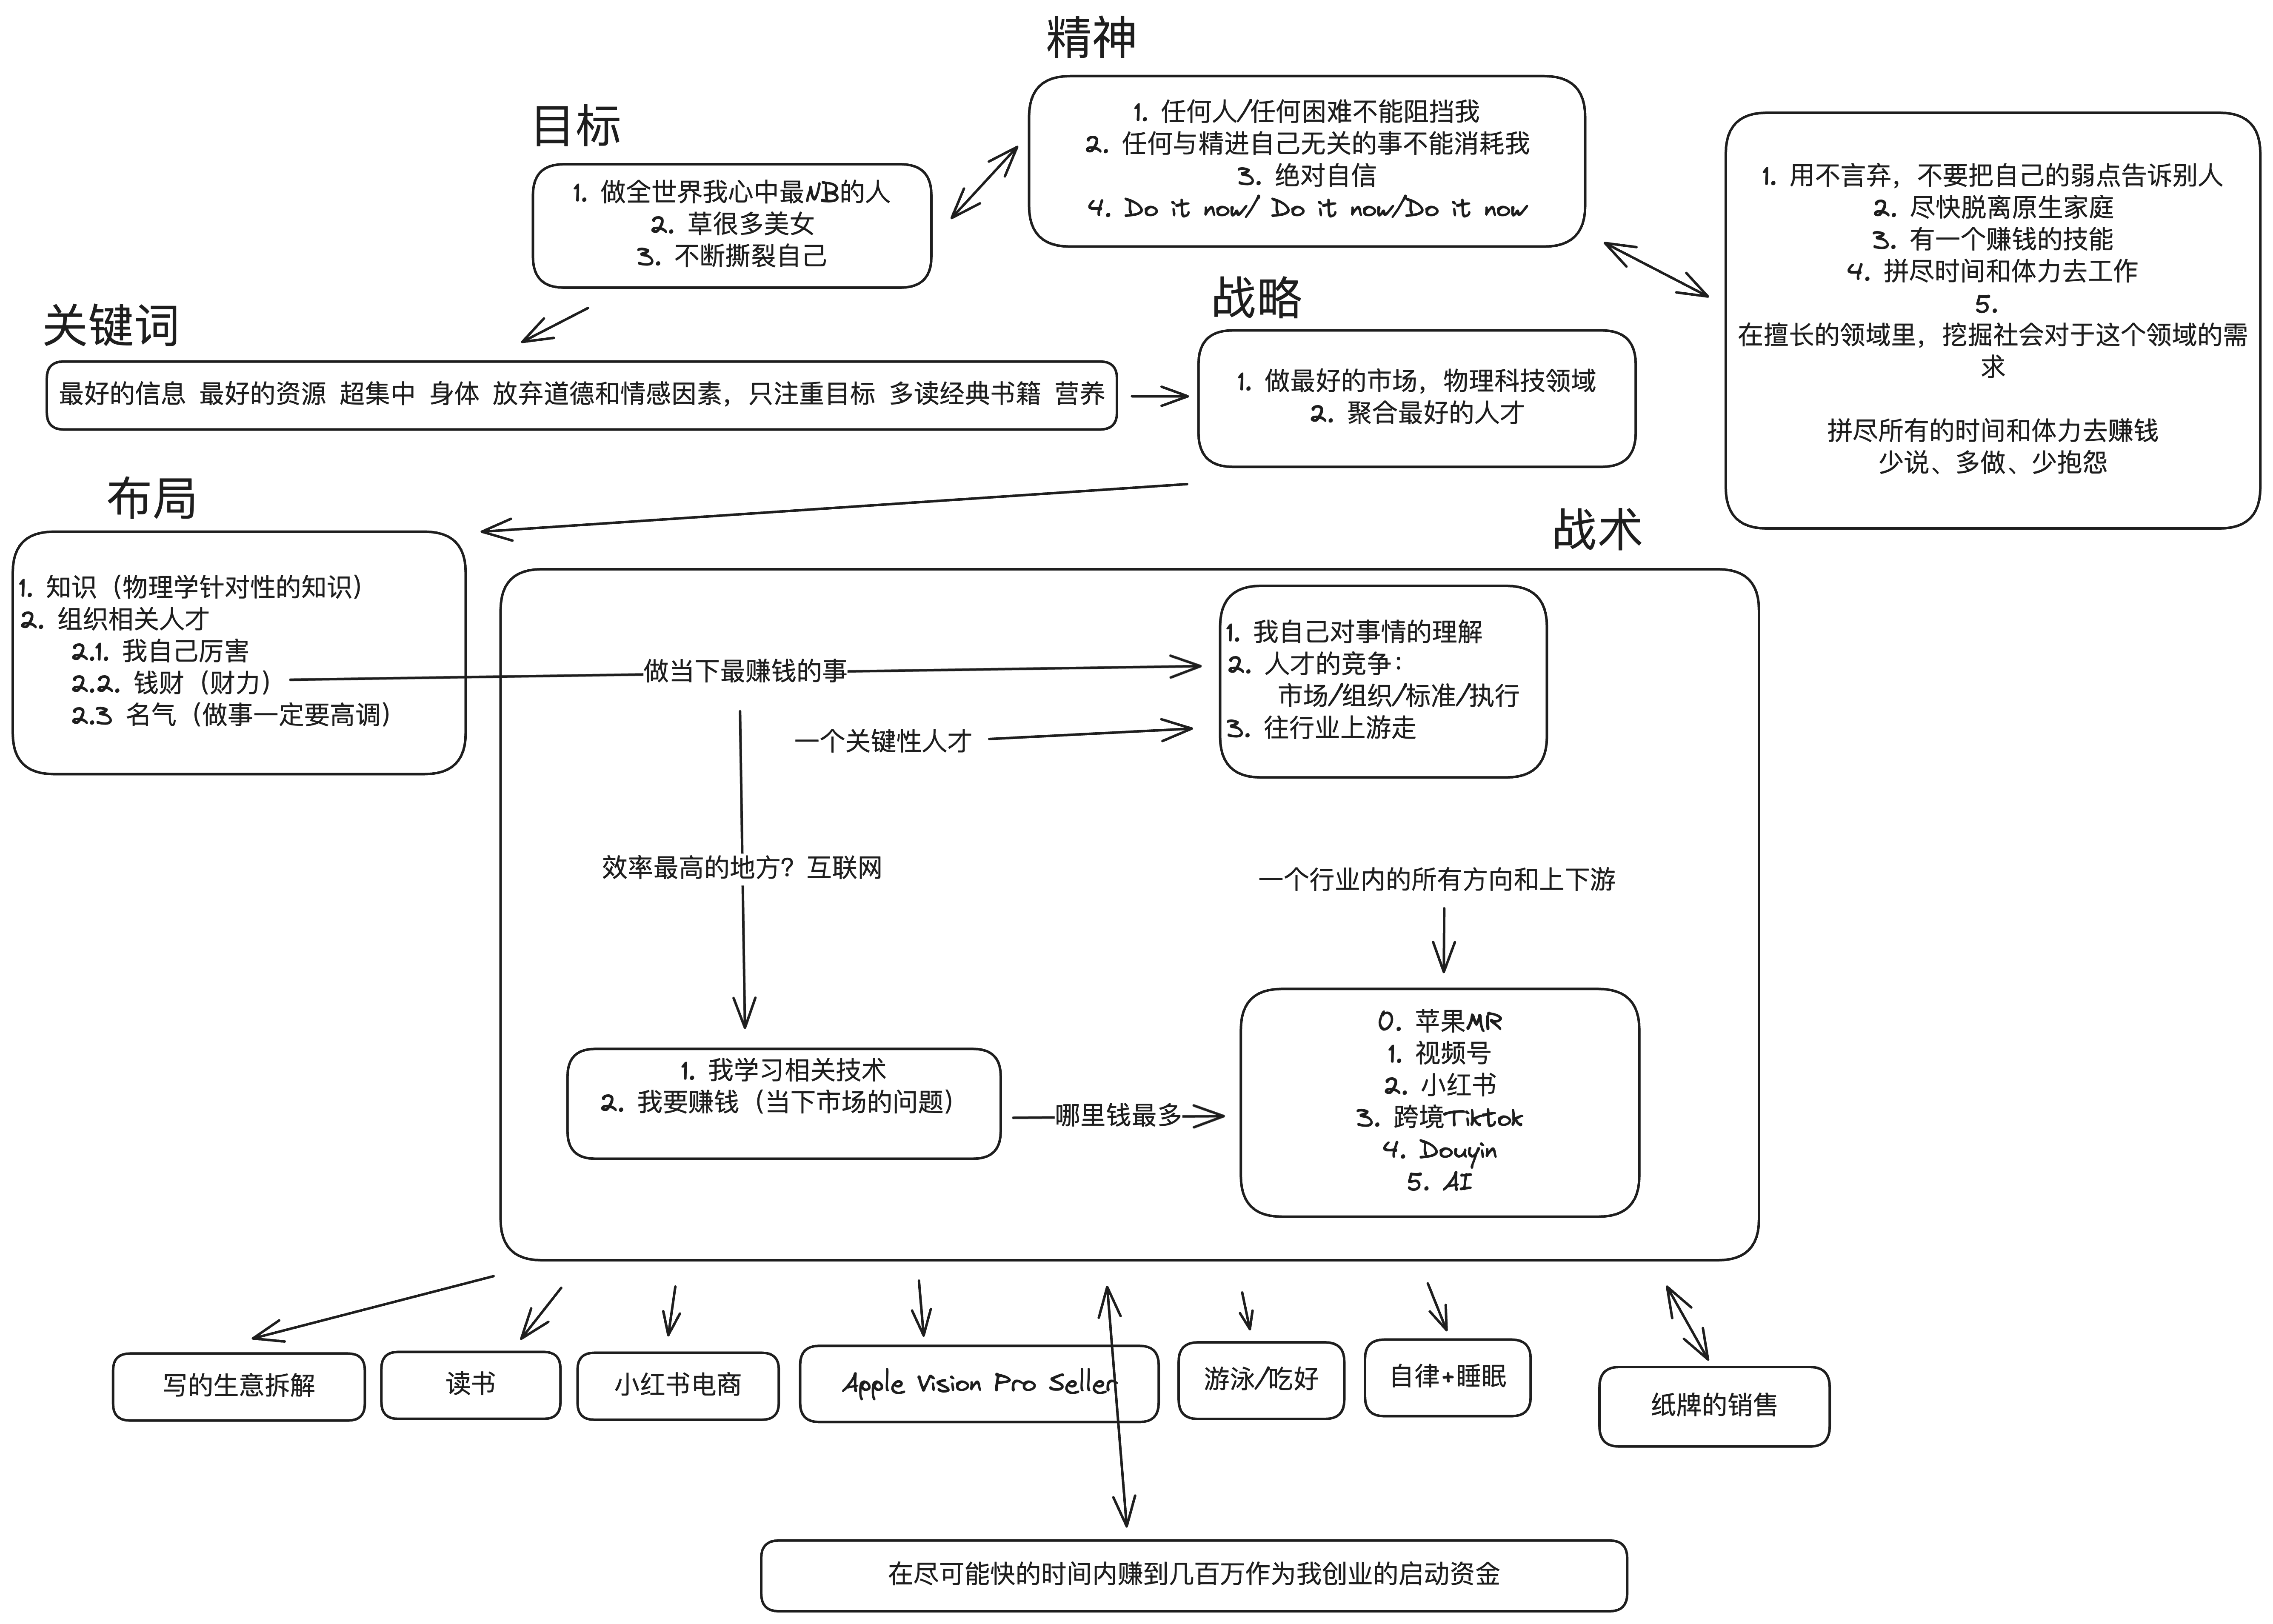 精神
1. 任何人/任何困难不能阻挡我
2. 任何与精进自己无关的事不能消耗我
3. 绝对自信
4. Do it now/ Do it now/Do it now
目标
1. 做全世界我心中最NB的人
2. 草很多美女
3. 不断撕裂自己
1. 用不言弃，不要把自己的弱点告诉别人
2. 尽快脱离原生家庭
3. 有一个赚钱的技能
4. 拼尽时间和体力去工作
5.
在擅长的领域里，挖掘社会对于这个领域的需
求
拼尽所有的时间和体力去赚钱
少说、多做、少抱怨
关键词
最好的信息 最好的资源 超集中 身体 放弃道德和情感因素，只注重目标 多读经典书籍 营养
战略
1. 做最好的市场，物理科技领域
2. 聚合最好的人才
布局
1. 知识（物理学针对性的知识）
2. 组织相关人才
2.1. 我自己厉害
2.2. 钱财（财力）
2.3 名气（做事一定要高调）
战术
做当下最赚钱的事
一个关键性人才
1. 我自己对事情的理解
2. 人才的竞争：
市场/组织/标准/执行
3. 往行业上游走
效率最高的地方？互联网
一个行业内的所有方向和上下游
1. 我学习相关技术
2. 我要赚钱（当下市场的问题）
哪里钱最多
0. 苹果MR
1. 视频号
2. 小红书
3. 跨境Tiktok
4. Douyin
5. AI
写的生意拆解
读书
小红书电商
Apple Vision Pro Seller
游泳/吃好
自律+睡眠
纸牌的销售
在尽可能快的时间内赚到几百万作为我创业的启动资金